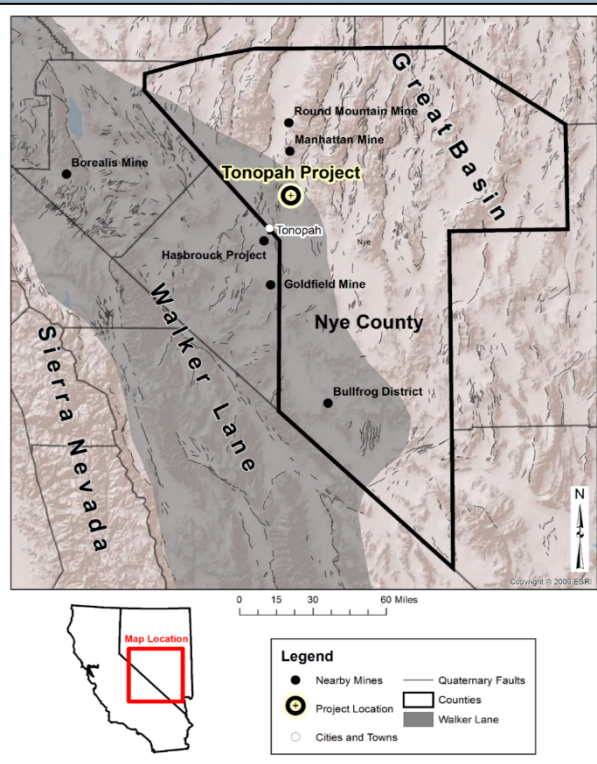 Great Basin
Round Mountain Mine
Manhattan Mine
Borealis Mine
Tonopah Project
Tonopah
Nye
Hasbrouck Project
Goldfield Mine
Walker Lane
Nye County
Sierra Nevada
Bullfrog District
N
Copyright © 2009 ESRI
0 15 30 60 Miles
Map Location
Legend
Nearby Mines
Quaternary Faults
Project Location
Counties
Walker Lane
Cities and Towns